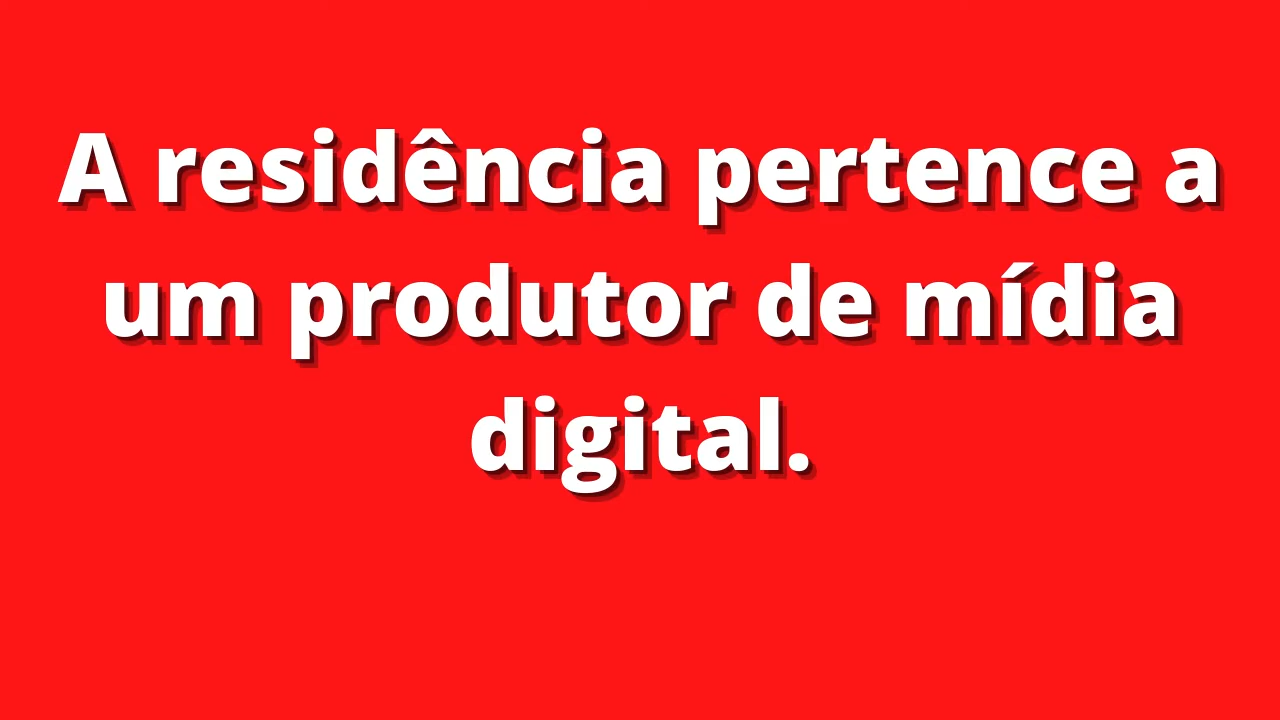 A residência pertence a
um produtor de mídia
digital.